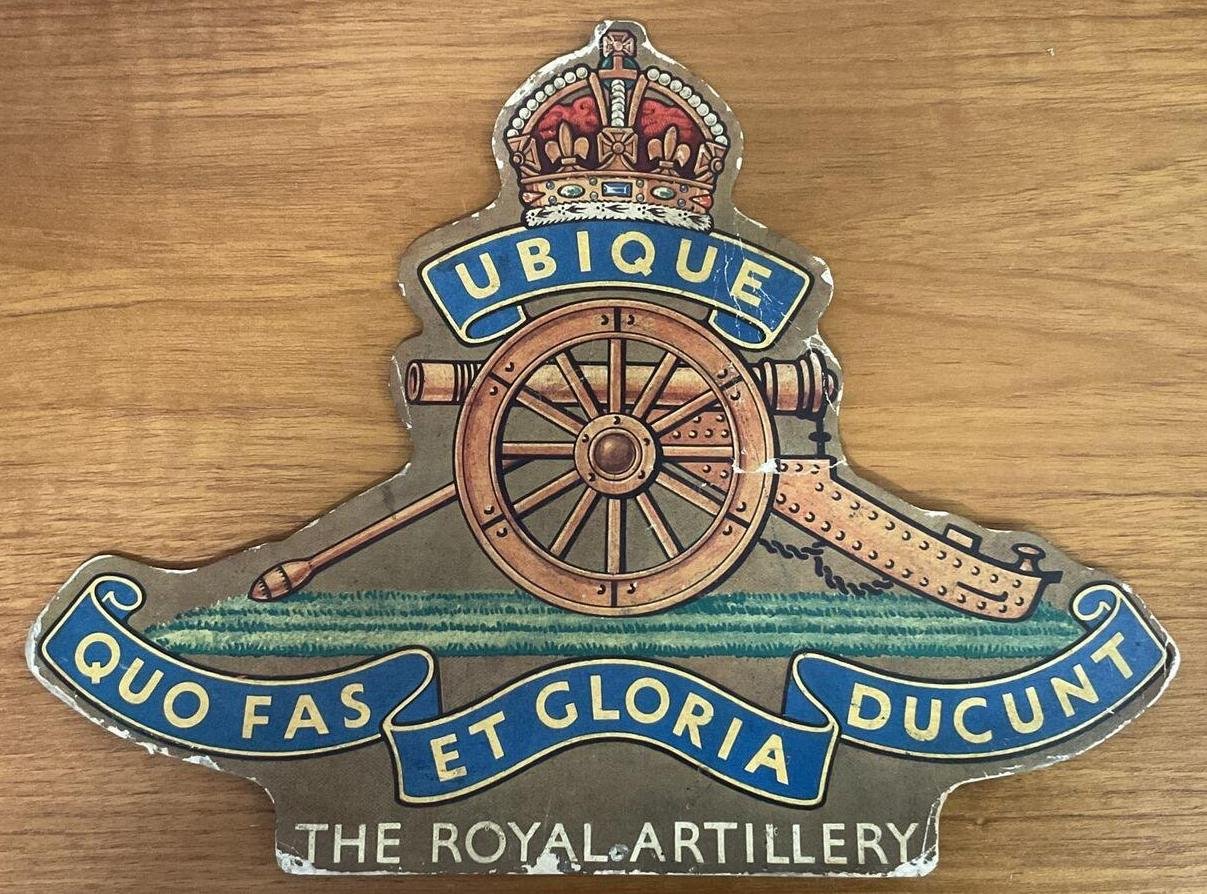 UBIQUE
QUO FAS ET GLORIA DUCUNT
THE ROYAL ARTILLERY